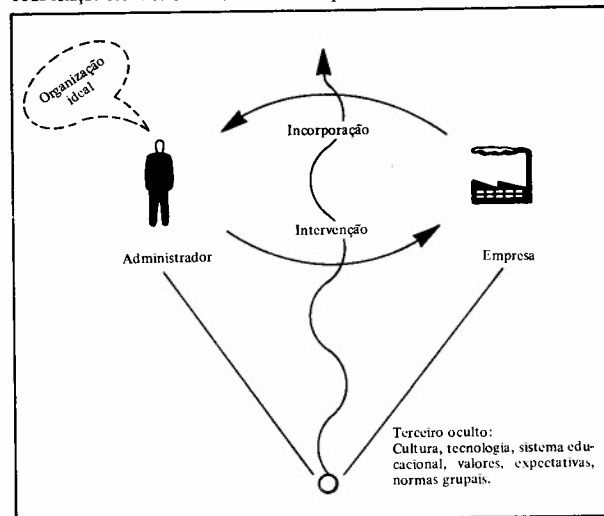 Organização
ideal
Incorporação
Intervenção
Administrador
Empresa
Terceiro oculto:
Cultura, tecnologia, sistema edu-
cacional, valores, expectativas,
normas grupais.